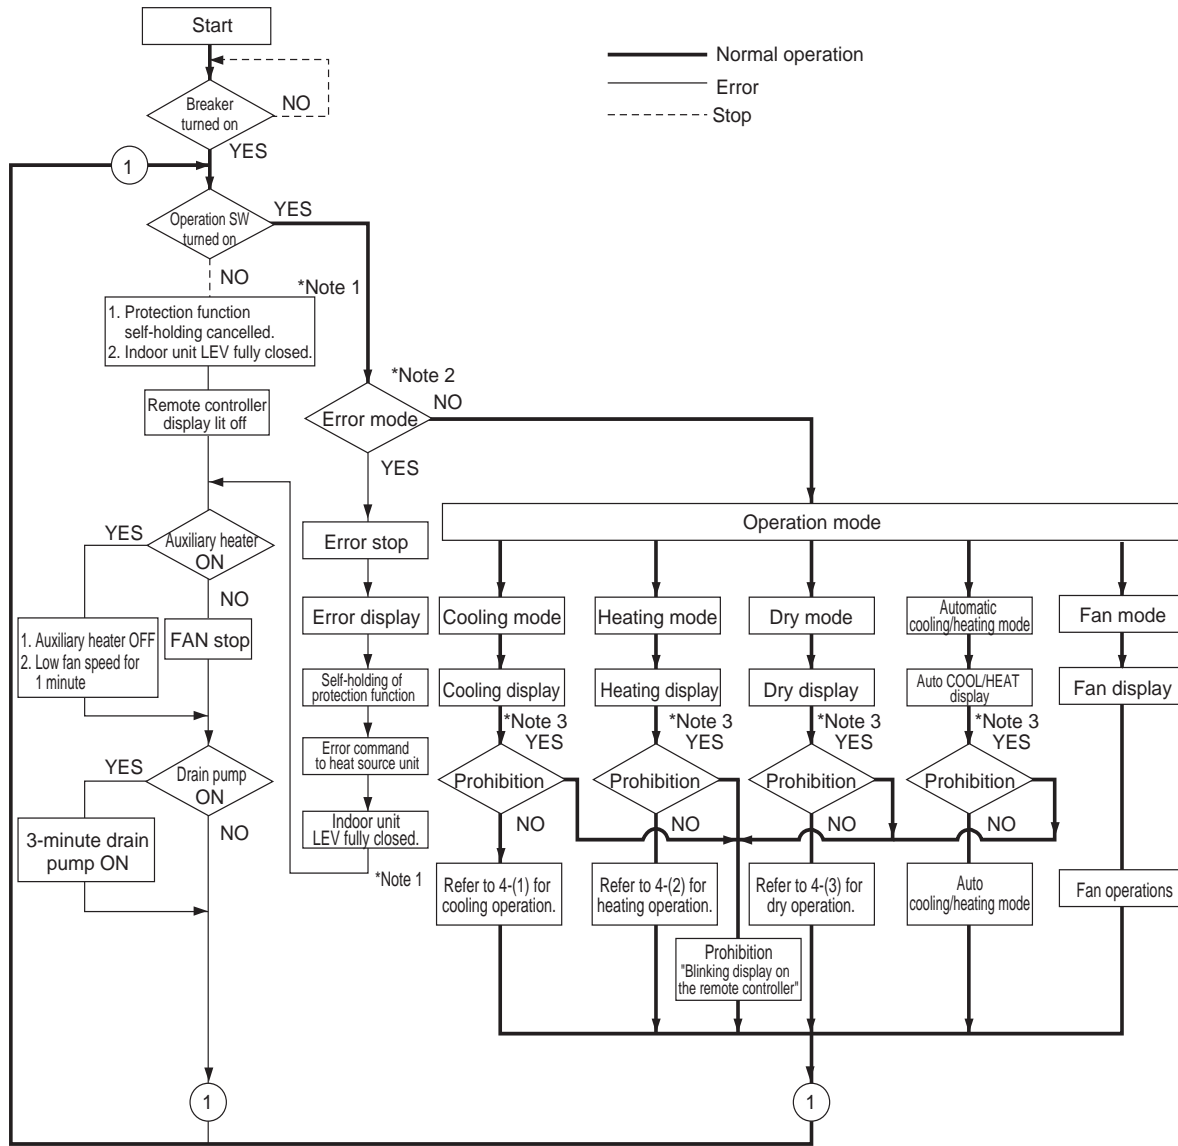 Start
Normal operation
Error
Stop
Breaker
turned on
NO
YES
1
Operation SW
turned on
YES
NO
*Note 1
1. Protection function
self-holding cancelled.
2. Indoor unit LEV fully closed.
*Note 2
Remote controller
display lit off
Error mode
NO
YES
YES
Auxiliary heater
ON
NO
Error stop
Operation mode
1. Auxiliary heater OFF
2. Low fan speed for
1 minute
FAN stop
Error display
Cooling mode
Heating mode
Dry mode
Automatic
cooling/heating mode
Fan mode
Self-holding of
protection function
Cooling display
Heating display
Dry display
Auto COOL/HEAT
display
Fan display
*Note 3
YES
*Note 3
YES
*Note 3
YES
*Note 3
YES
YES
Drain pump
ON
NO
Error command
to heat source unit
Prohibition
NO
Prohibition
NO
Prohibition
NO
Prohibition
NO
3-minute drain
pump ON
Indoor unit
LEV fully closed.
*Note 1
Refer to 4-(1) for
cooling operation.
Refer to 4-(2) for
heating operation.
Refer to 4-(3) for
dry operation.
Auto
cooling/heating mode
Fan operations
Prohibition
"Blinking display on
the remote controller"
1
1